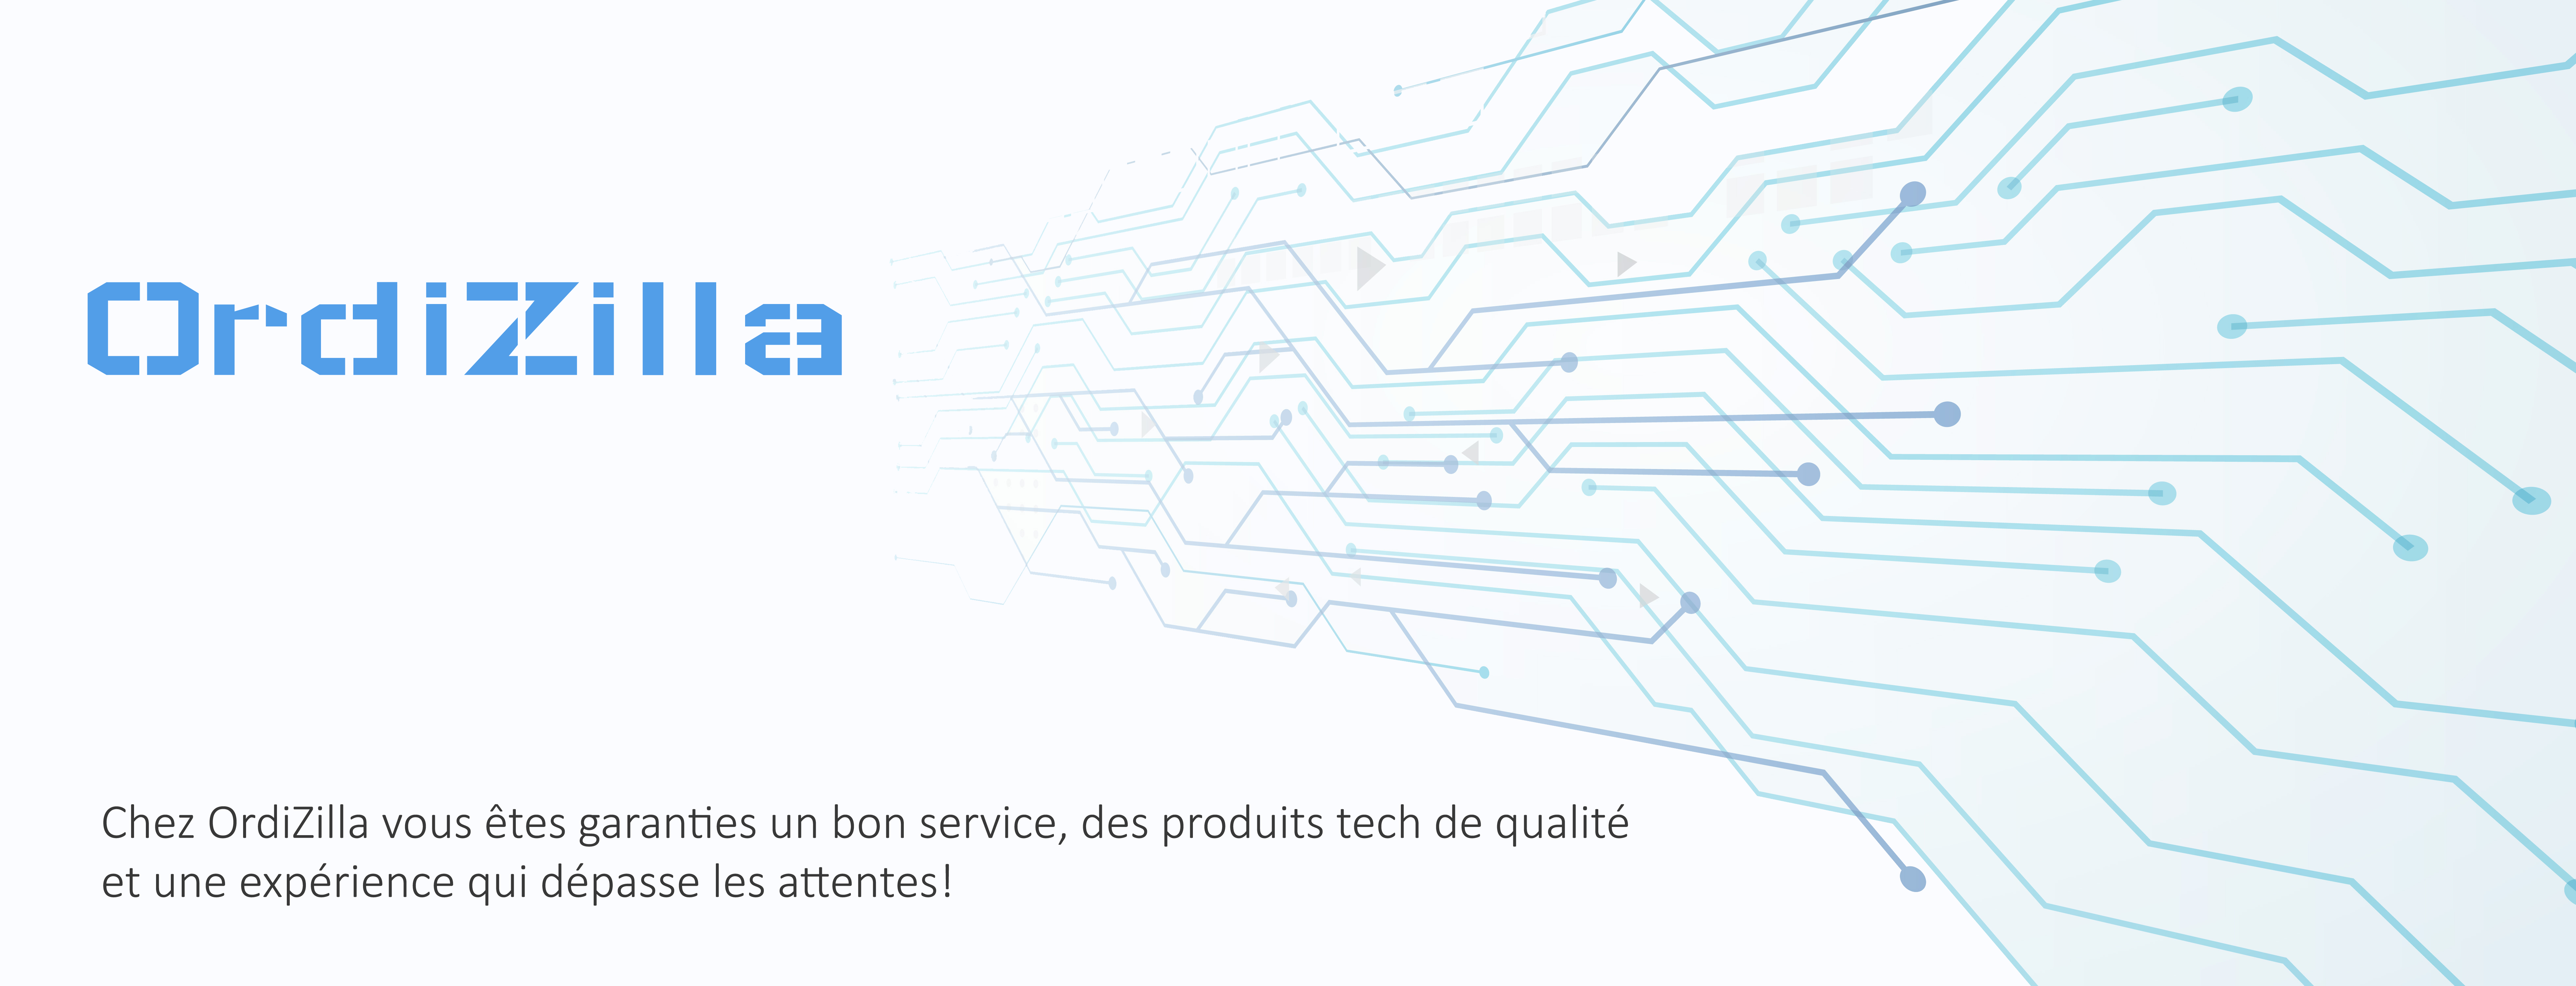 OrdiZilla
Chez OrdiZilla vous êtes garanties un bon service, des produits tech de qualité
et une expérience qui dépasse les attentes!